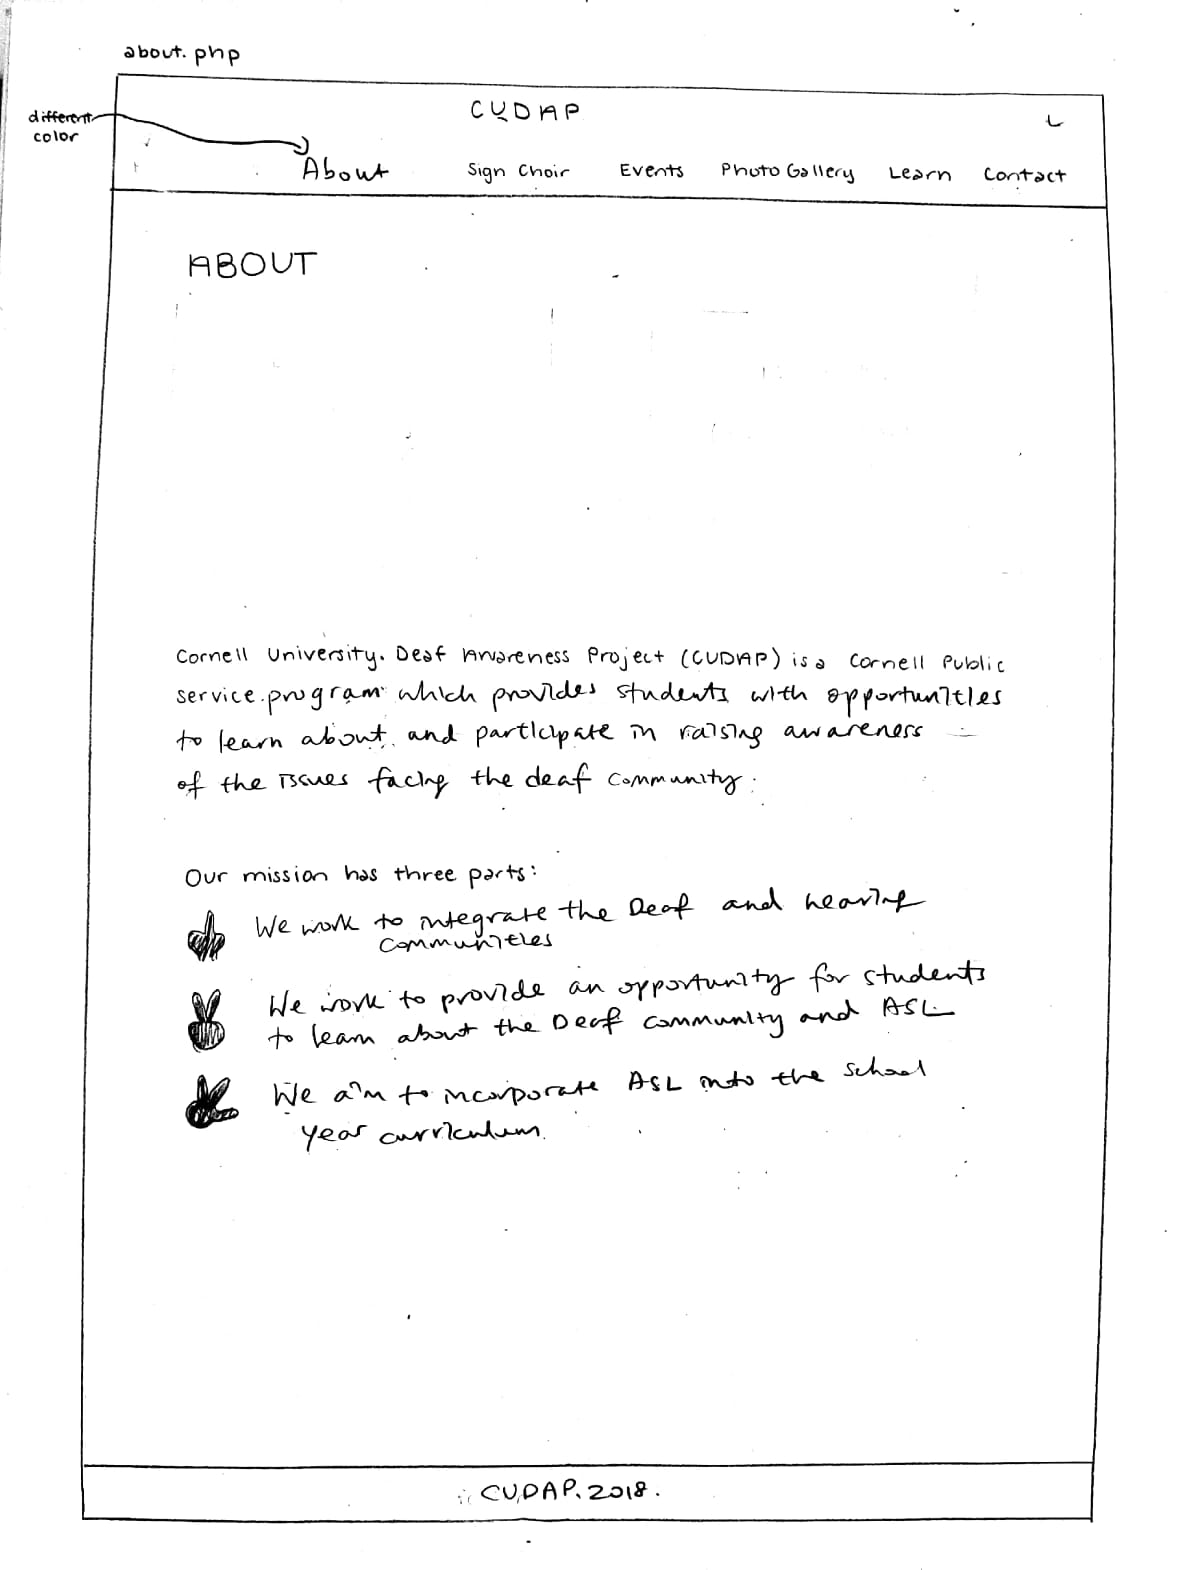 about.php
different
color
CUDAP
About Sign Choir Events Photo Gallery Learn Contact
ABOUT
Cornell University Deaf Awareness Project (CUDAP) is a Cornell Public
service program which provides students with opportunities
to learn about and participate in raising awareness
of the issues facing the deaf community.
Our mission has three parts:
We work to integrate the Deaf and hearing
communities
We work to provide an opportunity for students
to learn about the Deaf community and ASL
We aim to incorporate ASL into the school
year curriculum.
CUDAP. 2018.